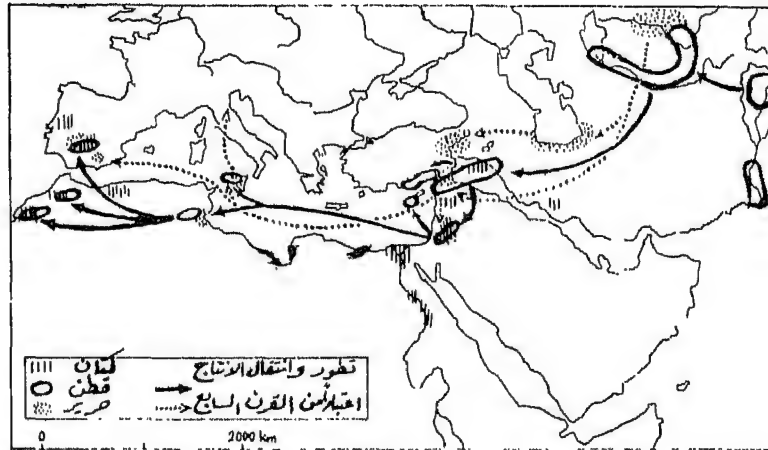 تطور وانتقال الانتاج
اعتباراً من القرن السابع
كتان
قطن
حرير
0 2000 km